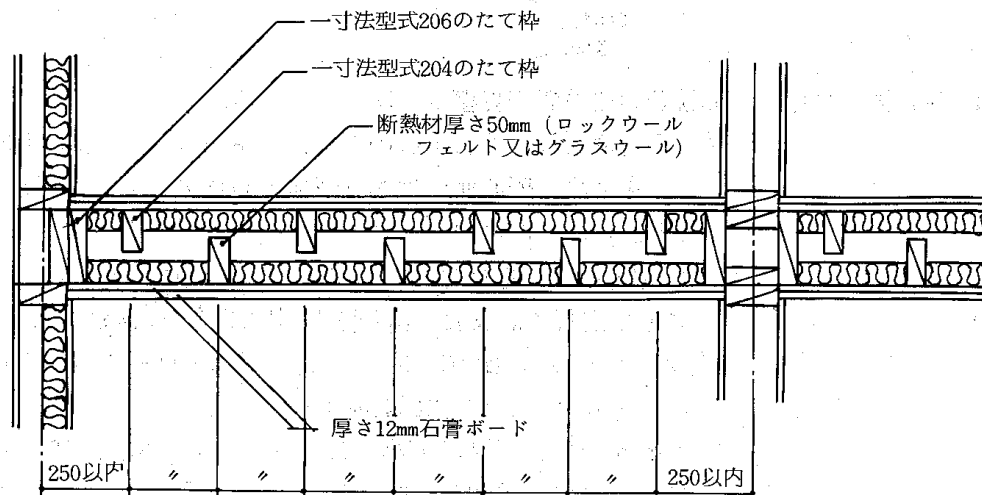 一寸法型式206のたて枠
一寸法型式204のたて枠
断熱材厚さ50mm(ロックウール
フェルト又はグラスウール)
厚さ12mm石膏ボード
250以内 〃 〃 〃 〃 〃 〃 250以内